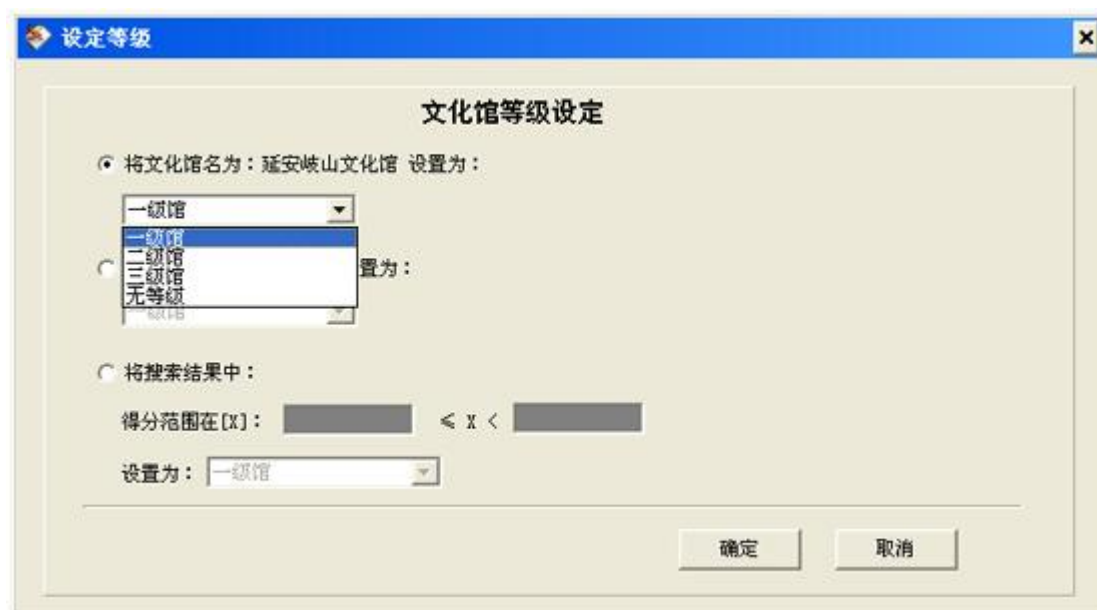 设定等级
文化馆等级设定
将文化馆名为：延安岐山文化馆 设置为：
一级馆
一级馆
二级馆
三级馆
无等级
置为：
一级馆
将搜索结果中：
得分范围在[X]： ≤ X <
设置为： 一级馆
确定 取消